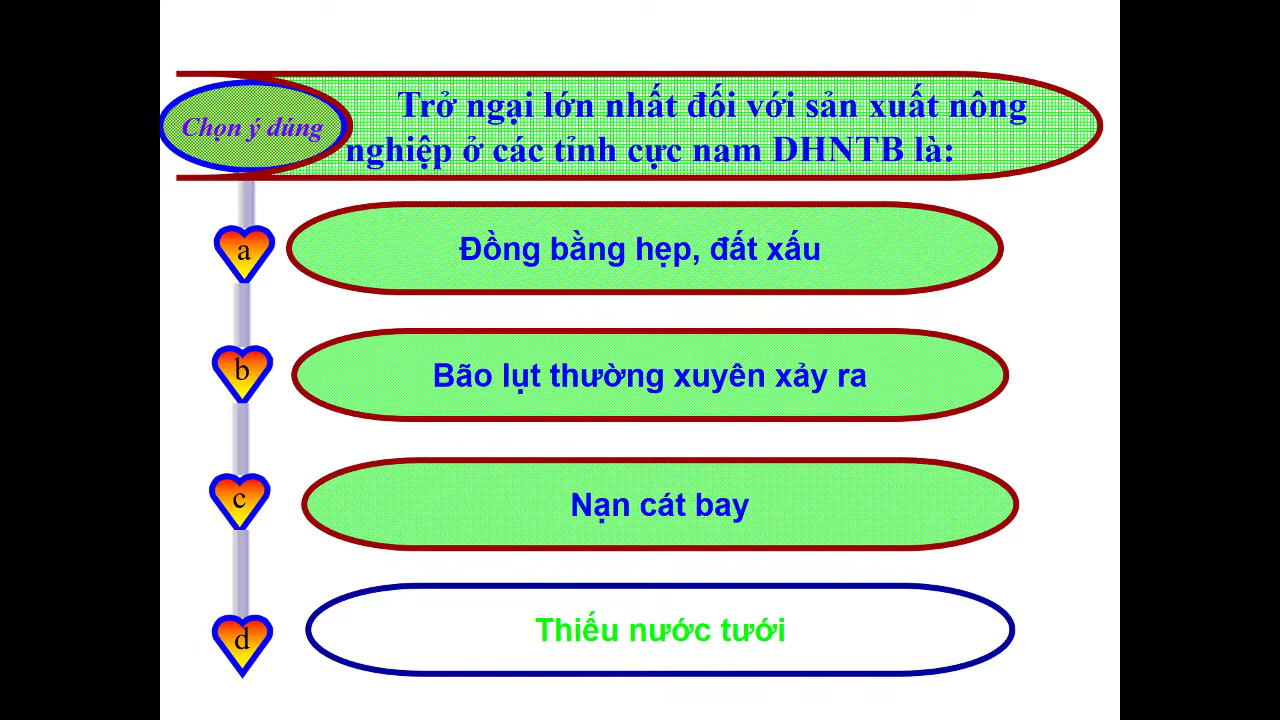 Chọn ý đúng
Trở ngại lớn nhất đối với sản xuất nông
nghiệp ở các tỉnh cực nam DHNTB là:
a
Đồng bằng hẹp, đất xấu
b
Bão lụt thường xuyên xảy ra
c
Nạn cát bay
d
Thiếu nước tưới